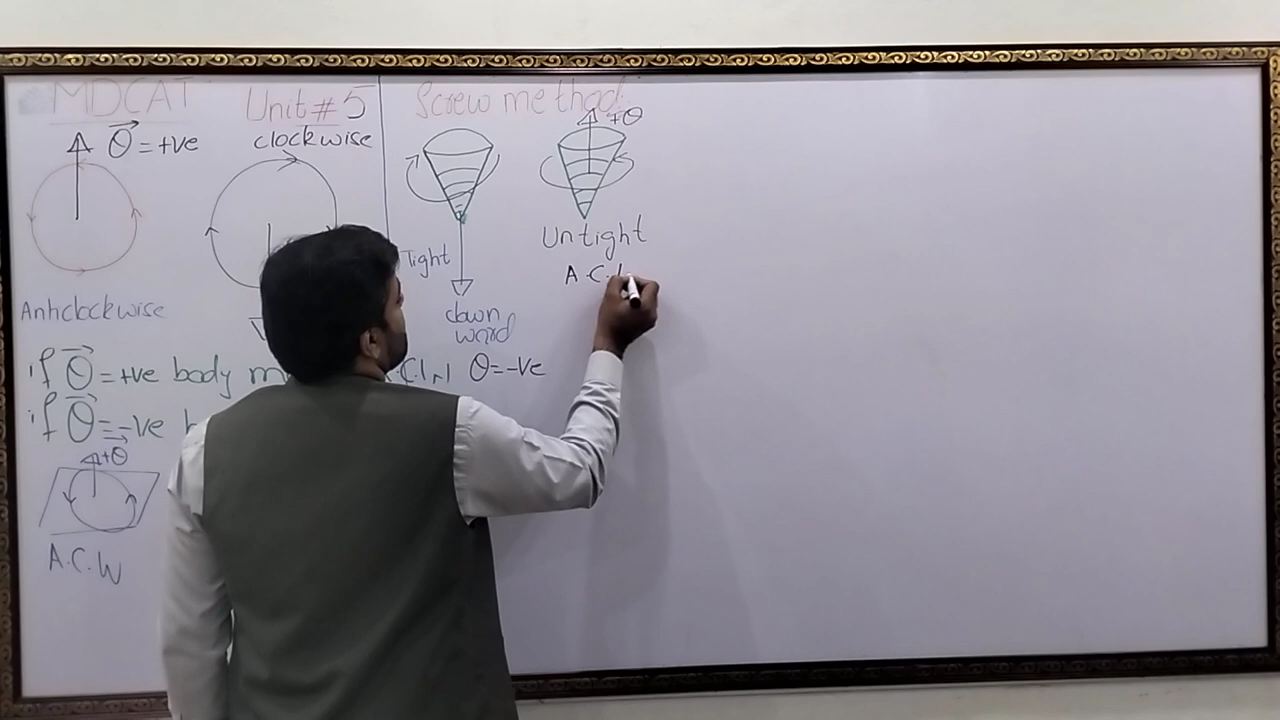 MDCAT
Unit # 5
θ = +ve
clockwise
Anticlockwise
if θ = +ve body
if θ = -ve
+θ
A.C.W
Screw method
+θ
Tight
down
ward
Untight
A.C.
θ = -ve